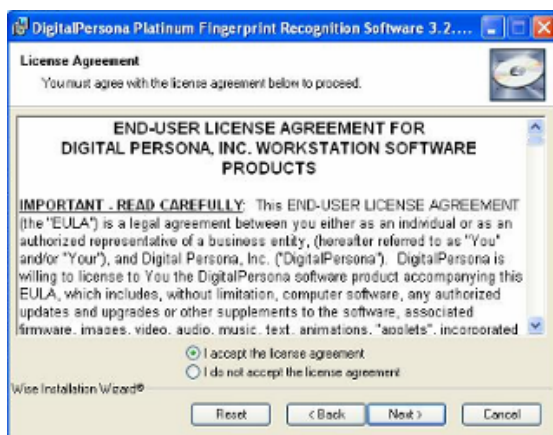 DigitalPersona Platinum Fingerprint Recognition Software 3.2....
License Agreement
You must agree with the license agreement below to proceed.
END-USER LICENSE AGREEMENT FOR
DIGITAL PERSONA, INC. WORKSTATION SOFTWARE
PRODUCTS
IMPORTANT - READ CAREFULLY: This END-USER LICENSE AGREEMENT
(the "EULA") is a legal agreement between you either as an individual or as an
authorized representative of a business entity, (hereafter referred to as "You"
and/or "Your"), and Digital Persona, Inc. ("DigitalPersona"). DigitalPersona is
willing to license to You the DigitalPersona software product accompanying this
EULA, which includes, without limitation, computer software, any authorized
updates and upgrades or other supplements to the software, associated
firmware, images, video, audio, music, text, animations, "applets", incorporated
I accept the license agreement
I do not accept the license agreement
Wise Installation Wizard®
Reset < Back Next > Cancel